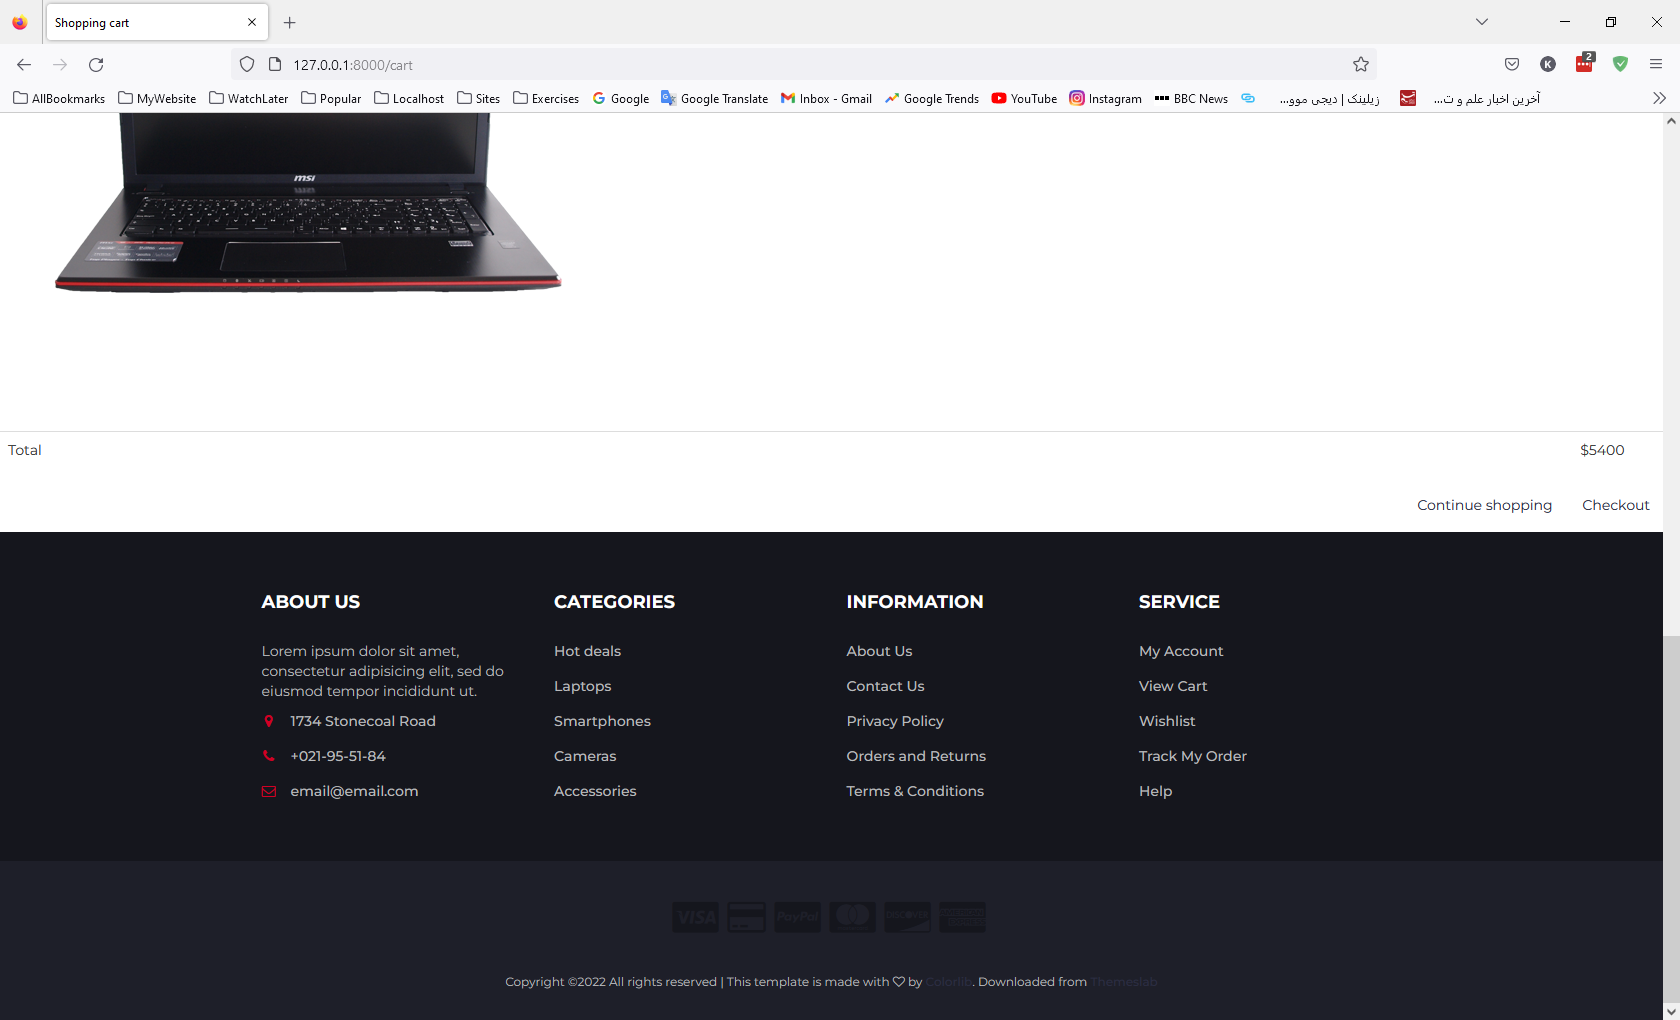 Shopping cart
127.0.0.1:8000/cart
K
2
AllBookmarks MyWebsite WatchLater Popular Localhost Sites Exercises Google Google Translate Inbox - Gmail Google Trends YouTube Instagram BBC News زیلینک | دیجی موو... آخرین اخبار علم و ت...
msi
Total $5400
Continue shopping Checkout
ABOUT US
Lorem ipsum dolor sit amet,
consectetur adipisicing elit, sed do
eiusmod tempor incididunt ut.
1734 Stonecoal Road
+021-95-51-84
email@email.com
CATEGORIES
Hot deals
Laptops
Smartphones
Cameras
Accessories
INFORMATION
About Us
Contact Us
Privacy Policy
Orders and Returns
Terms & Conditions
SERVICE
My Account
View Cart
Wishlist
Track My Order
Help
VISA PayPal DISCOVER
Copyright ©2022 All rights reserved | This template is made with ♡ by Colorlib. Downloaded from Themeslab